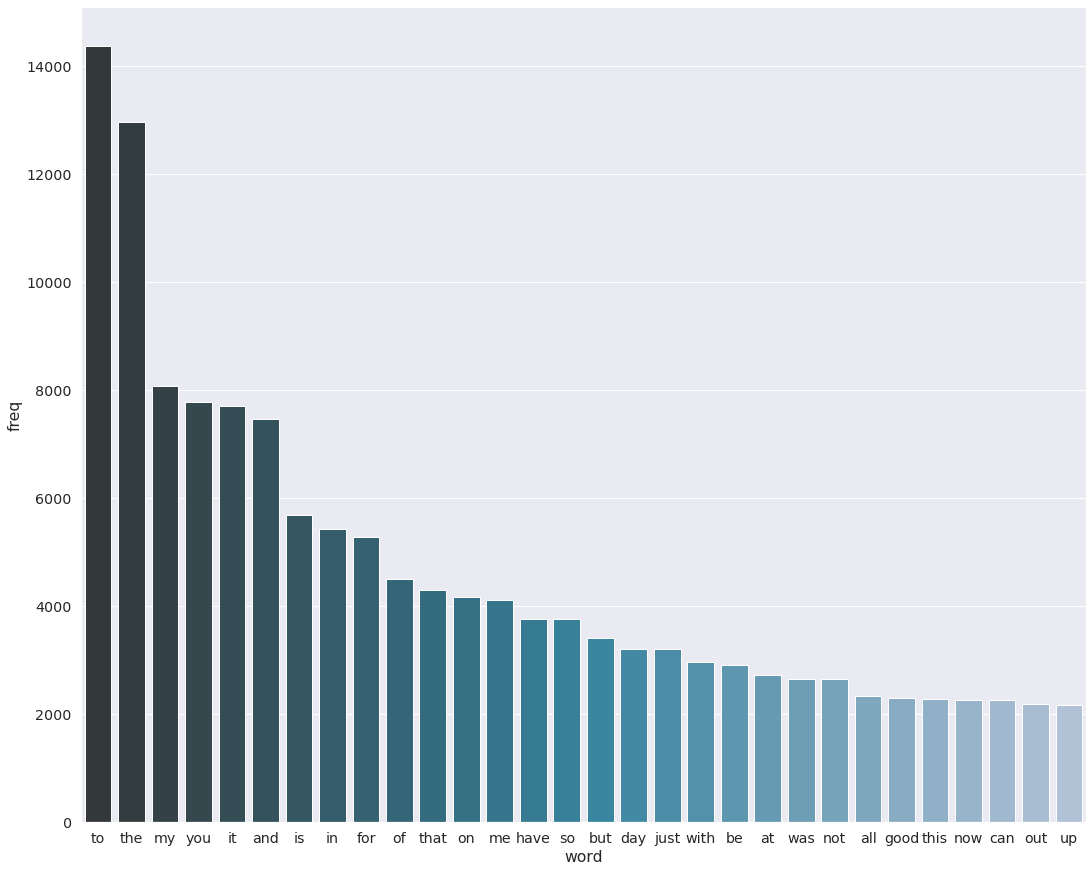 14000
12000
10000
8000
6000
4000
2000
0
freq
to the my you it and is in for of that on me have so but day just with be at was not all good this now can out up
word